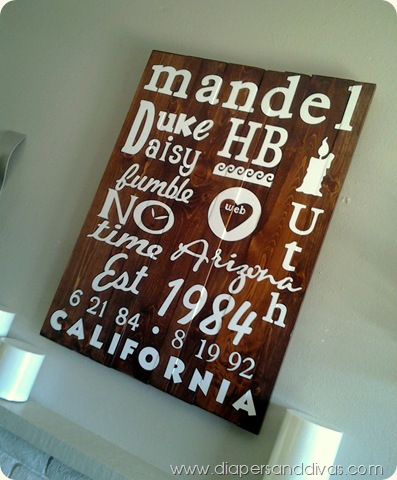 mandel
Duke
Daisy
HB
fumble
web
NO
time
Arizona
Utah
Est 1984
6 21 84 • 8 19 92
CALIFORNIA
www.diapersanddivas.com